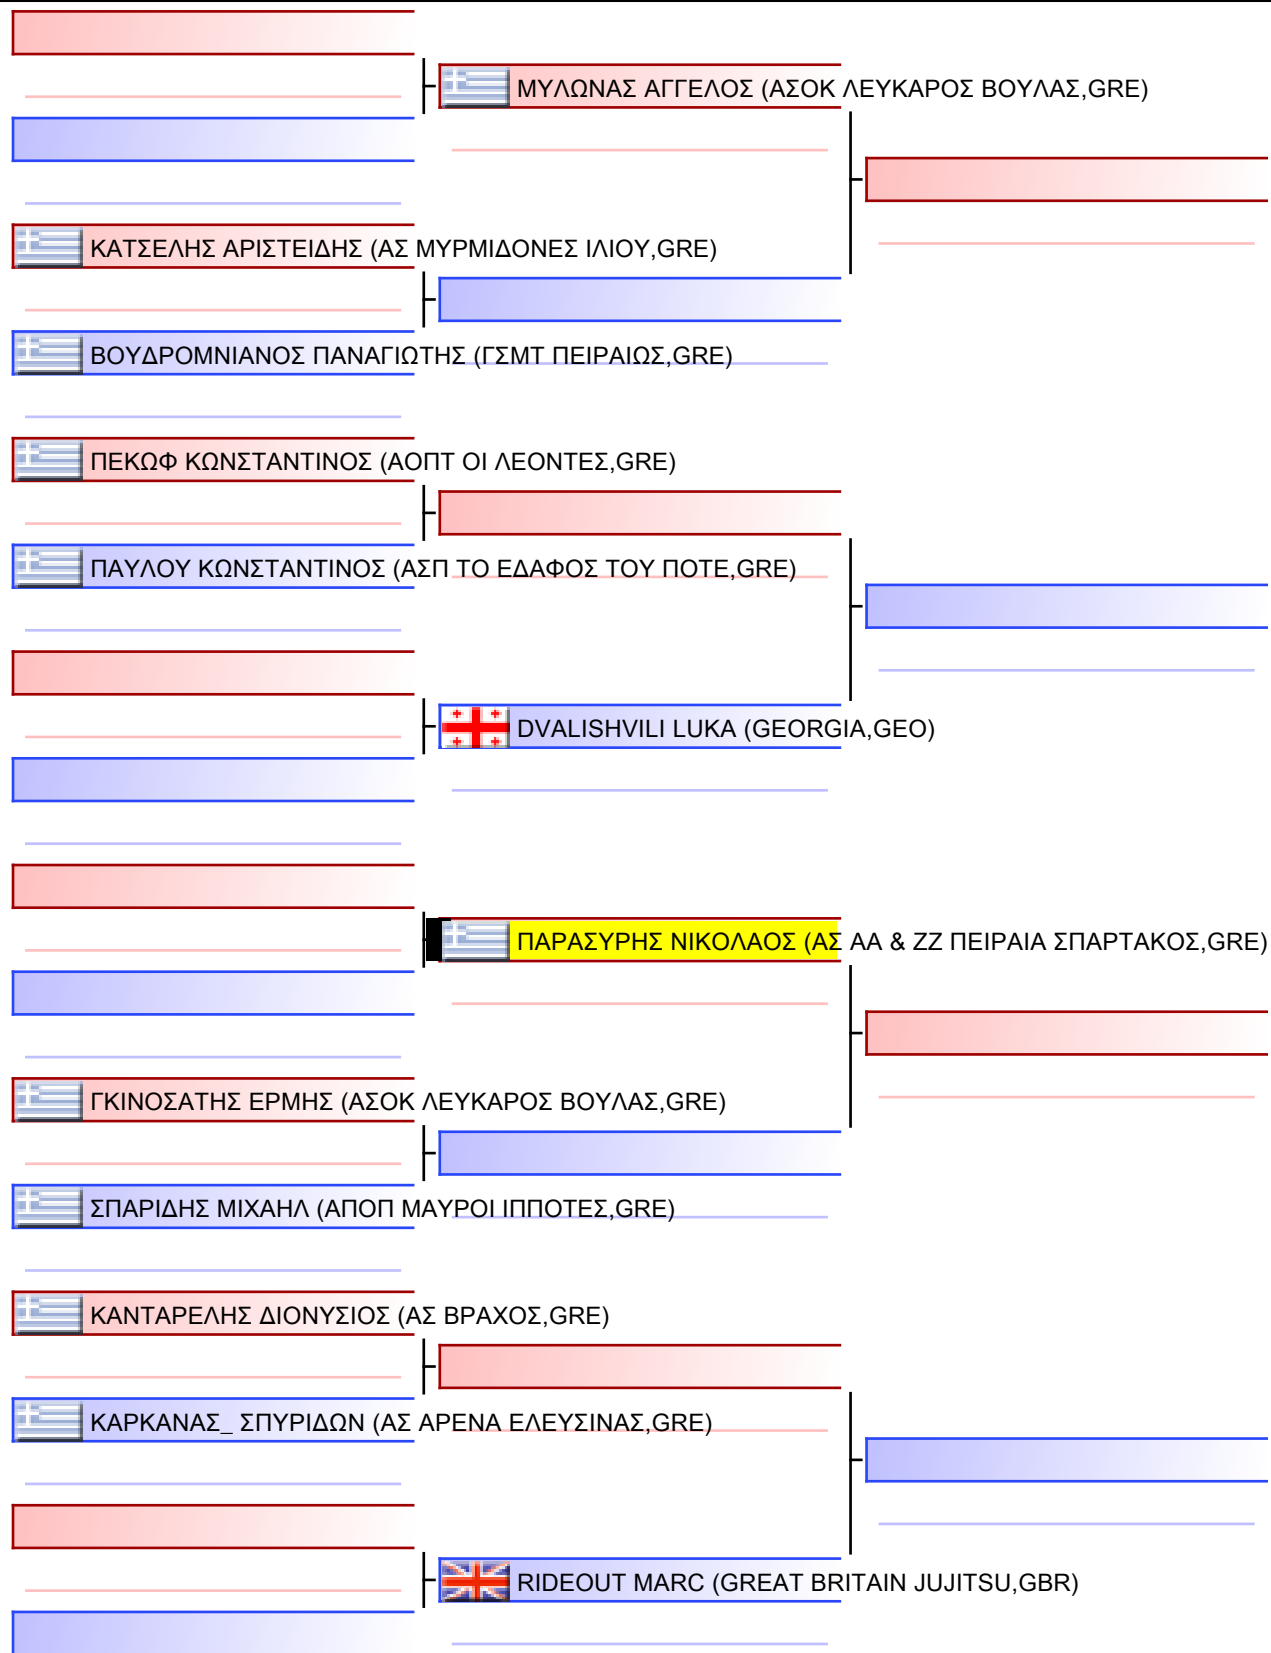 ΜΥΛΩΝΑΣ ΑΓΓΕΛΟΣ (ΑΣΟΚ ΛΕΥΚΑΡΟΣ ΒΟΥΛΑΣ,GRE)
ΚΑΤΣΕΛΗΣ ΑΡΙΣΤΕΙΔΗΣ (ΑΣ ΜΥΡΜΙΔΟΝΕΣ ΙΛΙΟΥ,GRE)
ΒΟΥΔΡΟΜΝΙΑΝΟΣ ΠΑΝΑΓΙΩΤΗΣ (ΓΣΜΤ ΠΕΙΡΑΙΩΣ,GRE)
ΠΕΚΩΦ ΚΩΝΣΤΑΝΤΙΝΟΣ (ΑΟΠΤ ΟΙ ΛΕΟΝΤΕΣ,GRE)
ΠΑΥΛΟΥ ΚΩΝΣΤΑΝΤΙΝΟΣ (ΑΣΠ ΤΟ ΕΔΑΦΟΣ ΤΟΥ ΠΟΤΕ,GRE)
DVALISHVILI LUKA (GEORGIA,GEO)
ΠΑΡΑΣΥΡΗΣ ΝΙΚΟΛΑΟΣ (ΑΣ ΑΑ & ΖΖ ΠΕΙΡΑΙΑ ΣΠΑΡΤΑΚΟΣ,GRE)
ΓΚΙΝΟΣΑΤΗΣ ΕΡΜΗΣ (ΑΣΟΚ ΛΕΥΚΑΡΟΣ ΒΟΥΛΑΣ,GRE)
ΣΠΑΡΙΔΗΣ ΜΙΧΑΗΛ (ΑΠΟΠ ΜΑΥΡΟΙ ΙΠΠΟΤΕΣ,GRE)
ΚΑΝΤΑΡΕΛΗΣ ΔΙΟΝΥΣΙΟΣ (ΑΣ ΒΡΑΧΟΣ,GRE)
ΚΑΡΚΑΝΑΣ_ ΣΠΥΡΙΔΩΝ (ΑΣ ΑΡΕΝΑ ΕΛΕΥΣΙΝΑΣ,GRE)
RIDEOUT MARC (GREAT BRITAIN JUJITSU,GBR)